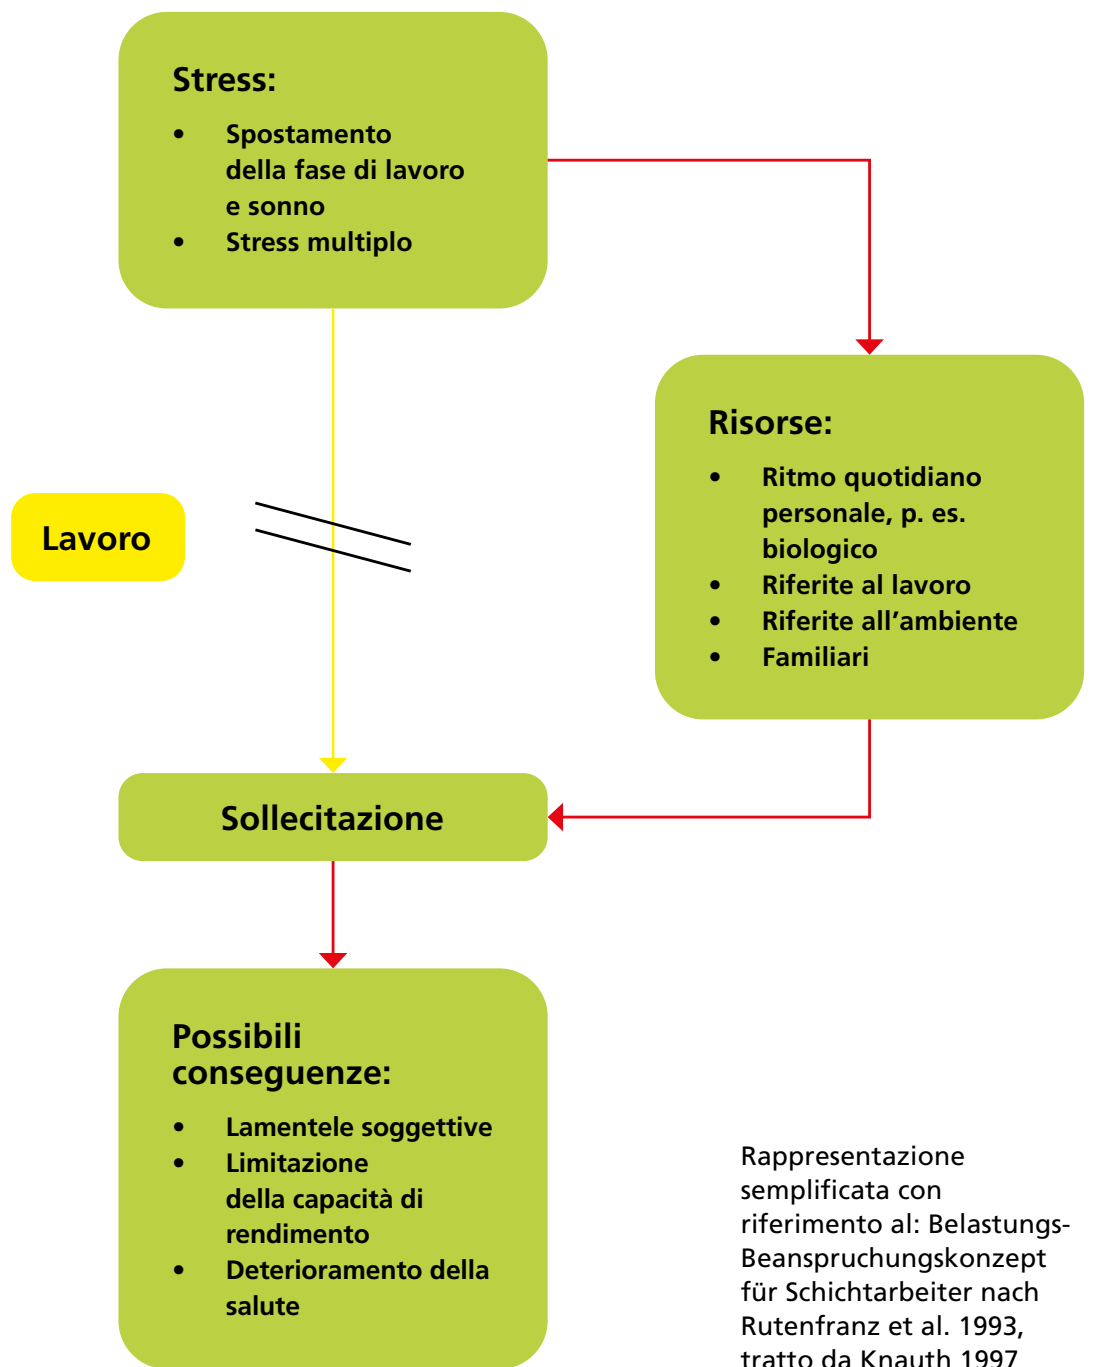 Stress:
• Spostamento
della fase di lavoro
e sonno
• Stress multiplo
Risorse:
• Ritmo quotidiano
personale, p. es.
biologico
• Riferite al lavoro
• Riferite all’ambiente
• Familiari
Lavoro
Sollecitazione
Possibili
conseguenze:
• Lamentele soggettive
• Limitazione
della capacità di
rendimento
• Deterioramento della
salute
Rappresentazione
semplificata con
riferimento al: Belastungs-
Beanspruchungskonzept
für Schichtarbeiter nach
Rutenfranz et al. 1993,
tratto da Knauth 1997